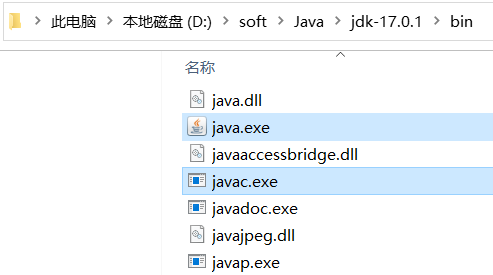 此电脑 > 本地磁盘 (D:) > soft > Java > jdk-17.0.1 > bin
名称
java.dll
java.exe
javaaccessbridge.dll
javac.exe
javadoc.exe
javajpeg.dll
javap.exe